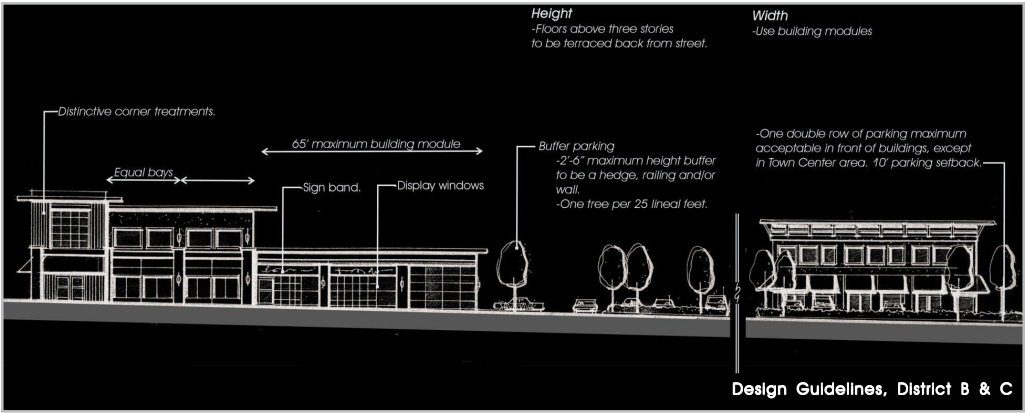 Height
-Floors above three stories
to be terraced back from street.
Width
-Use building modules
Distinctive corner treatments.
65' maximum building module
Equal bays
Sign band.
Display windows
Buffer parking
-2'-6" maximum height buffer
to be a hedge, railing and/or
wall.
-One tree per 25 lineal feet.
-One double row of parking maximum
acceptable in front of buildings, except
in Town Center area. 10' parking setback.
Design Guidelines, District B & C